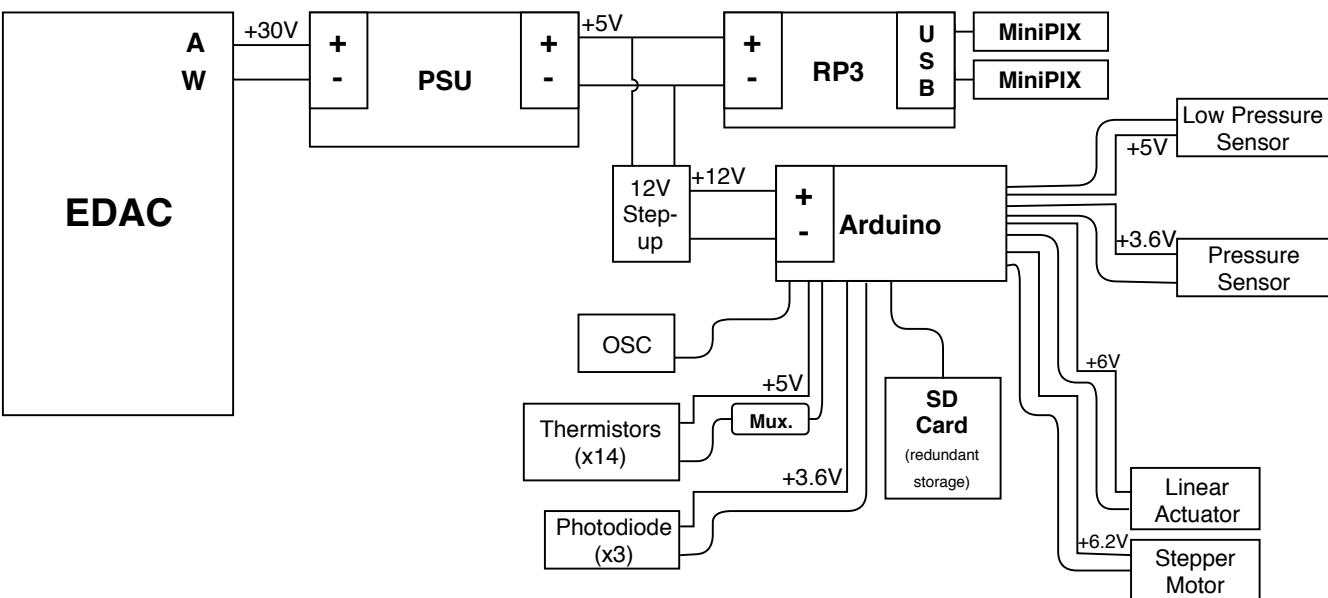 EDAC
A
W
+30V
+
-
PSU
+
-
+5V
+
-
RP3
U
S
B
MiniPIX
MiniPIX
12V
Step-
up
+12V
+
-
Arduino
Low Pressure
Sensor
+5V
+3.6V
Pressure
Sensor
OSC
+5V
Thermistors
(x14)
Mux.
+3.6V
Photodiode
(x3)
SD
Card
(redundant
storage)
+6V
Linear
Actuator
+6.2V
Stepper
Motor